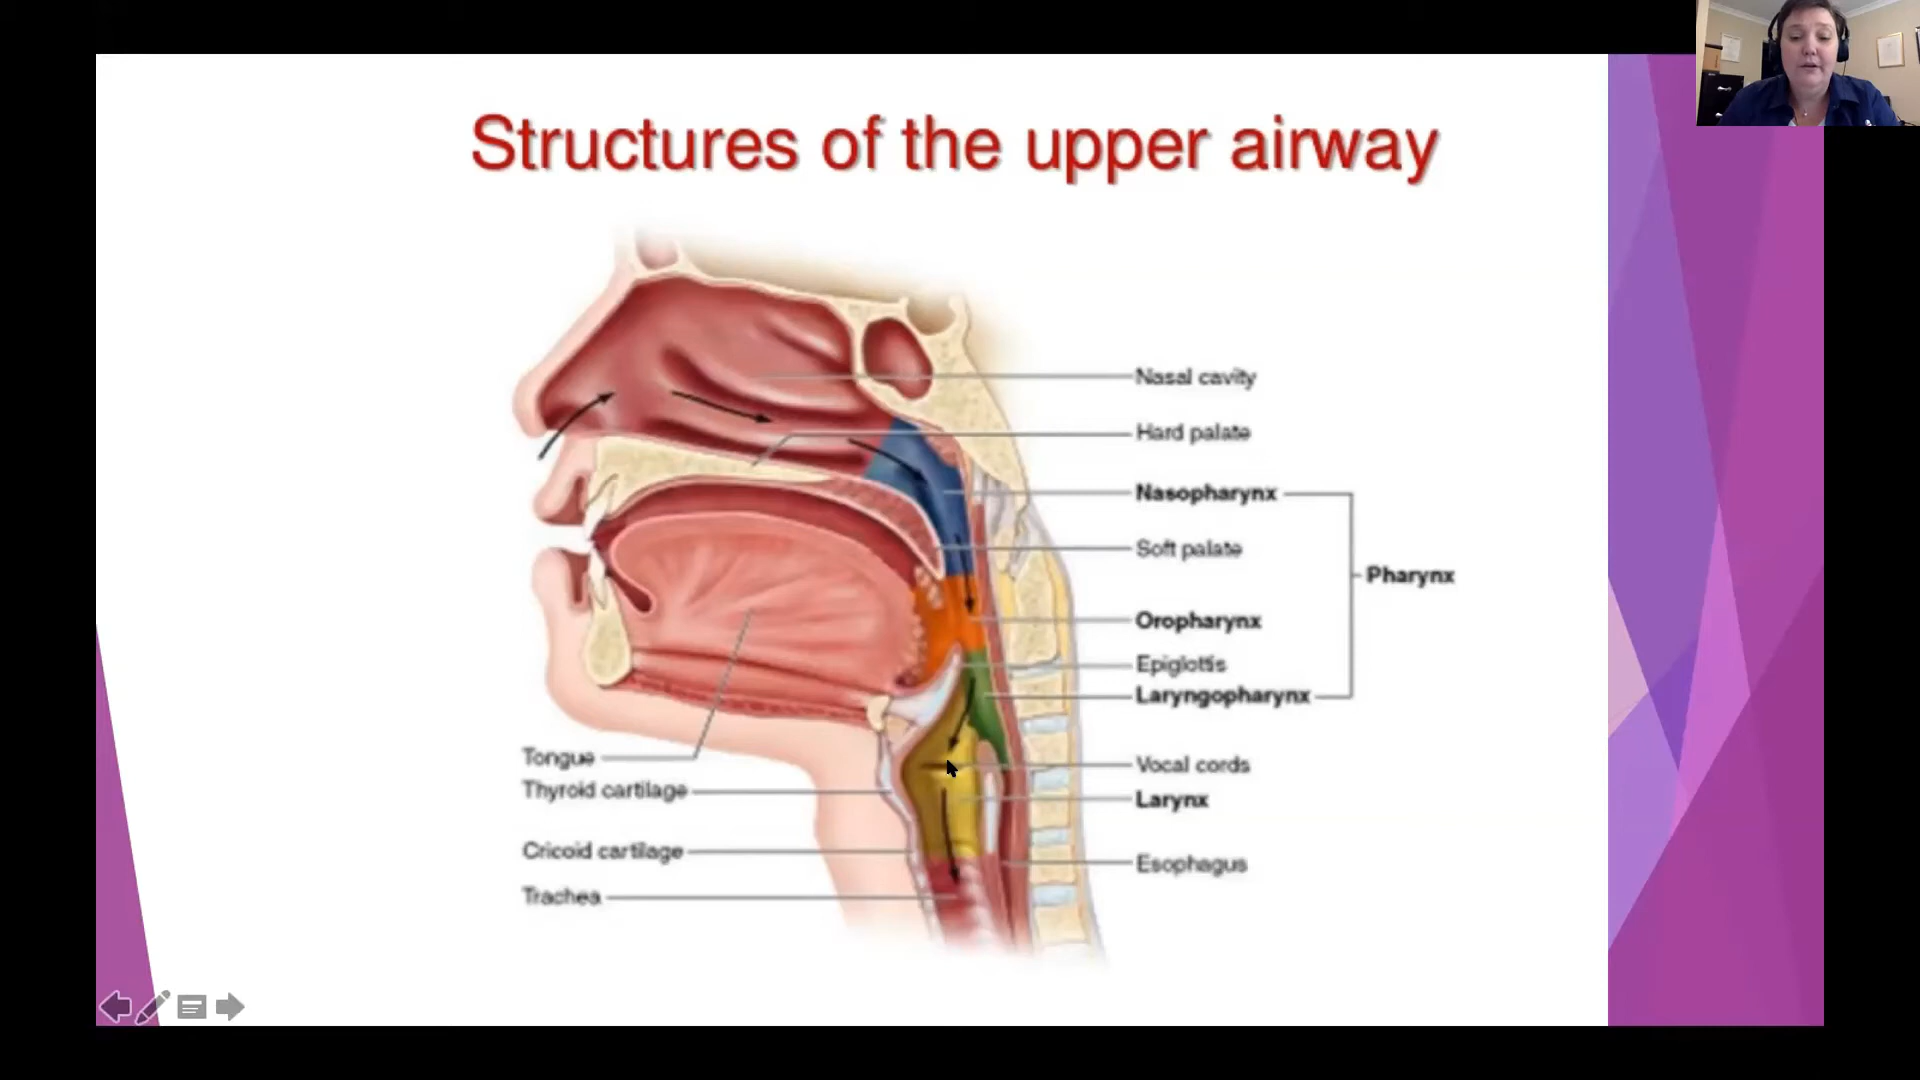 Structures of the upper airway
Nasal cavity
Hard palate
Nasopharynx
Soft palate
Pharynx
Oropharynx
Epiglottis
Laryngopharynx
Tongue
Vocal cords
Thyroid cartilage
Larynx
Cricoid cartilage
Esophagus
Trachea